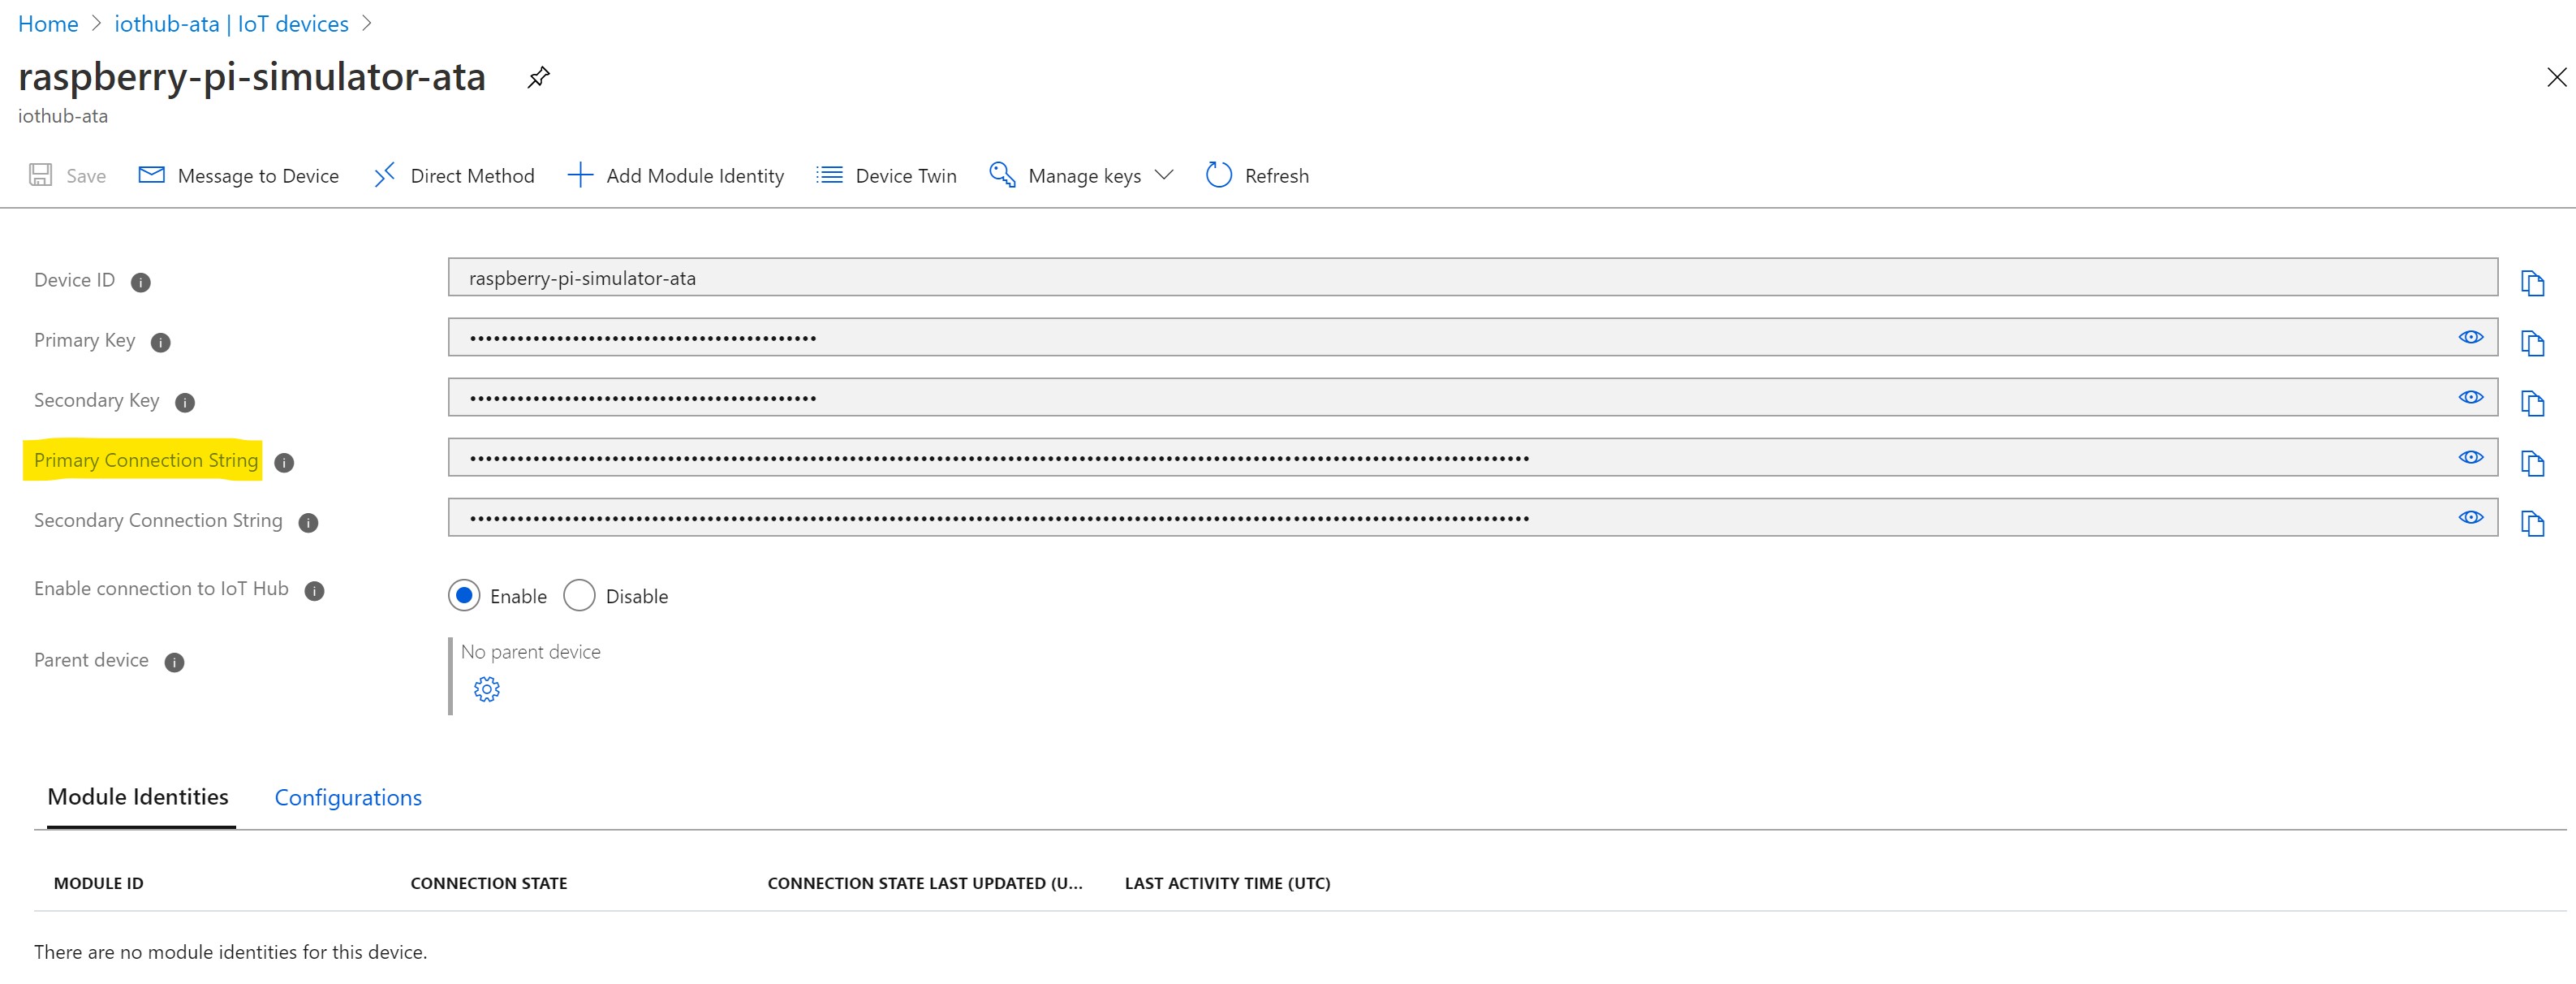 Home > iothub-ata | IoT devices >
raspberry-pi-simulator-ata
iothub-ata
Save Message to Device Direct Method Add Module Identity Device Twin Manage keys Refresh
Device ID raspberry-pi-simulator-ata
Primary Key ••••••••••••••••••••••••••••••••••••••••••••
Secondary Key ••••••••••••••••••••••••••••••••••••••••••••
Primary Connection String
Secondary Connection String
Enable connection to IoT Hub Enable Disable
Parent device No parent device
Module Identities Configurations
MODULE ID CONNECTION STATE CONNECTION STATE LAST UPDATED (U... LAST ACTIVITY TIME (UTC)
There are no module identities for this device.